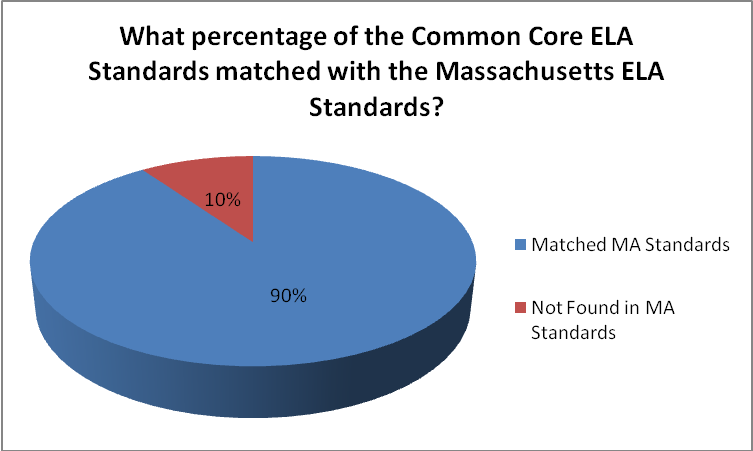 What percentage of the Common Core ELA
Standards matched with the Massachusetts ELA
Standards?
10%
90%
Matched MA Standards
Not Found in MA
Standards